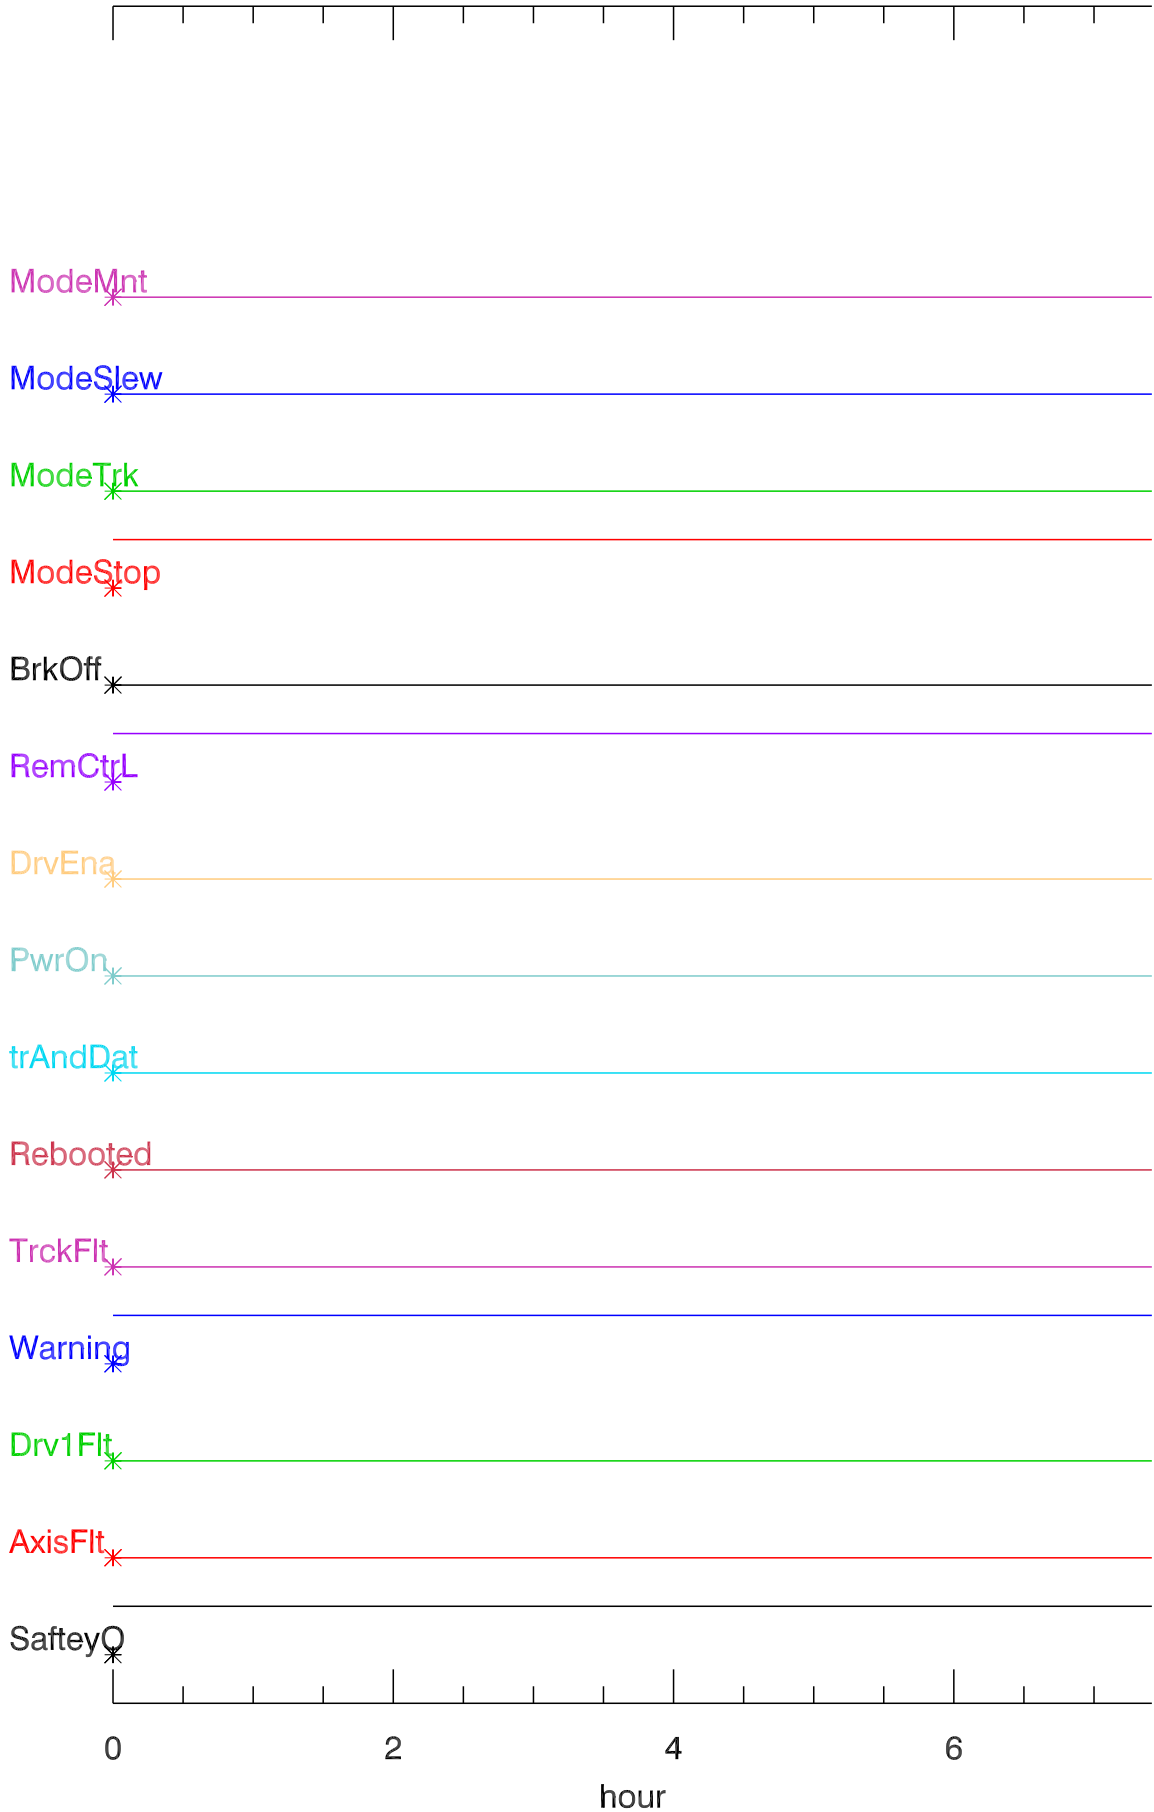 ModeMnt
ModeSlew
ModeTrk
ModeStop
BrkOff
RemCtrL
DrvEna
PwrOn
trAndDat
Rebooted
TrckFlt
Warning
Drv1Flt
AxisFlt
SafteyO
0 2 4 6
hour